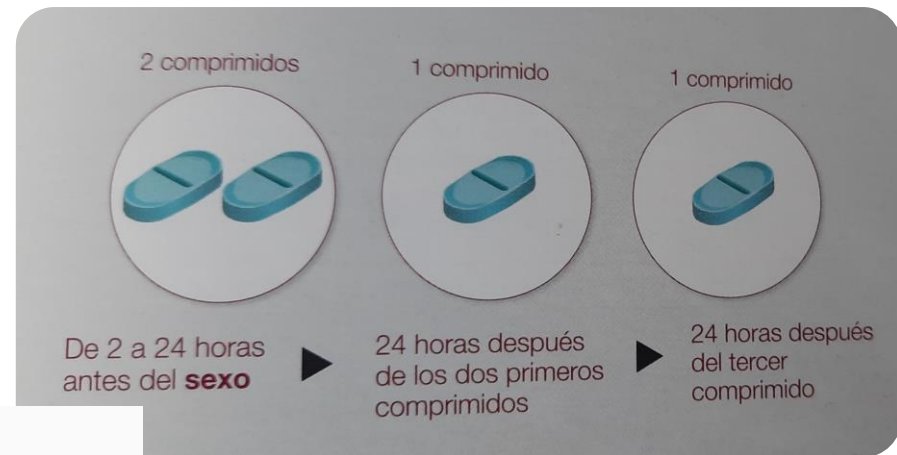 2 comprimidos
1 comprimido
1 comprimido
De 2 a 24 horas
antes del sexo
24 horas después
de los dos primeros
comprimidos
24 horas después
del tercer
comprimido